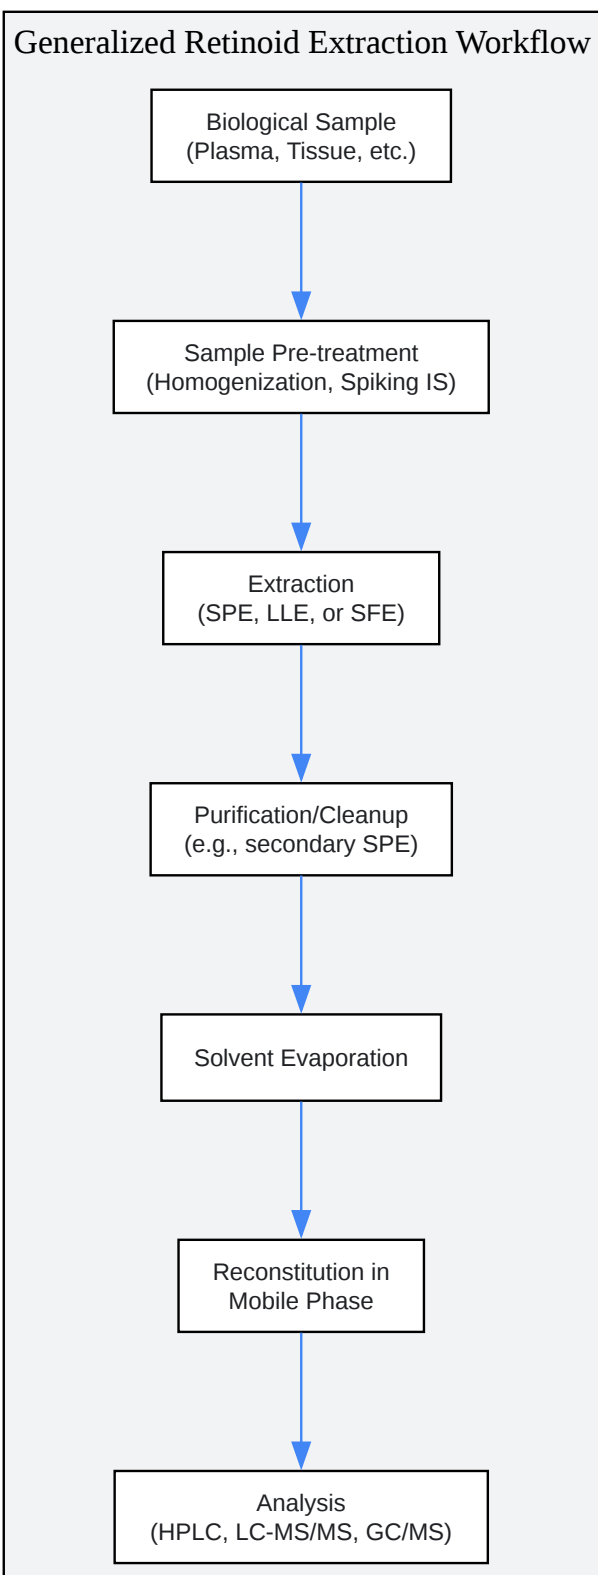 Generalized Retinoid Extraction Workflow
Biological Sample
(Plasma, Tissue, etc.)
Sample Pre-treatment
(Homogenization, Spiking IS)
Extraction
(SPE, LLE, or SFE)
Purification/Cleanup
(e.g., secondary SPE)
Solvent Evaporation
Reconstitution in
Mobile Phase
Analysis
(HPLC, LC-MS/MS, GC/MS)